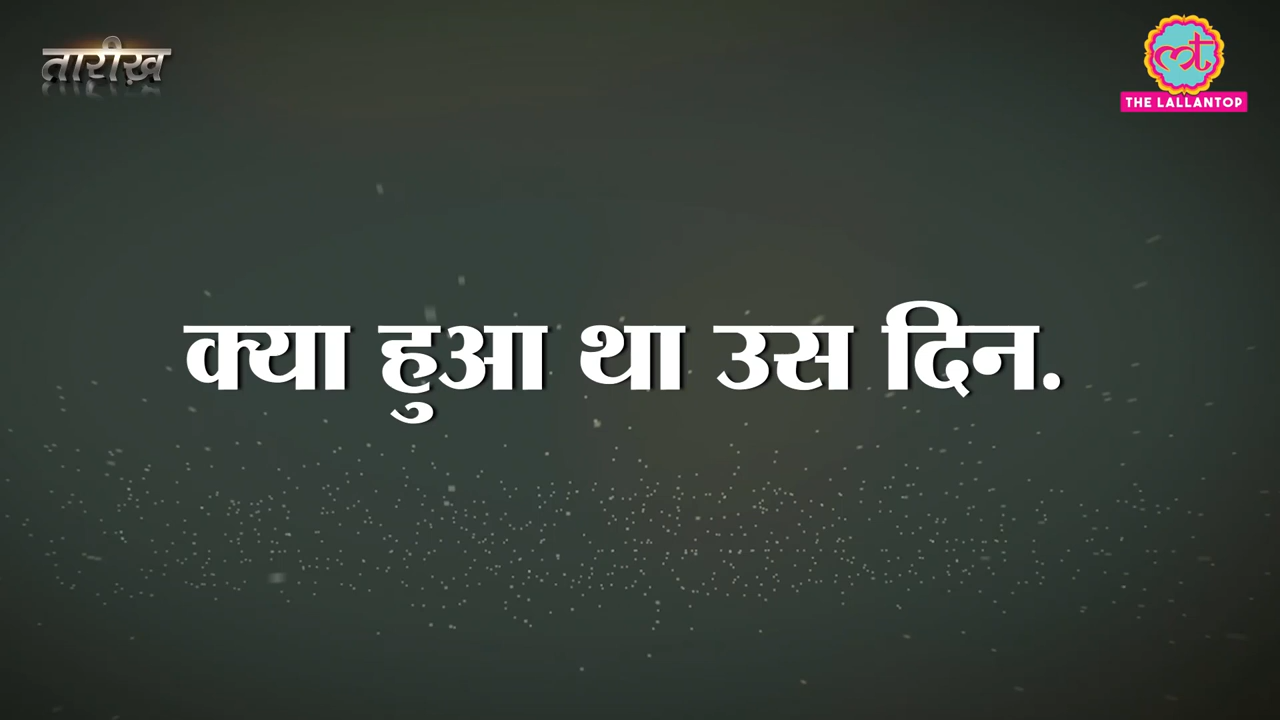 तारीख़
THE LALLANTOP
क्या हुआ था उस दिन.